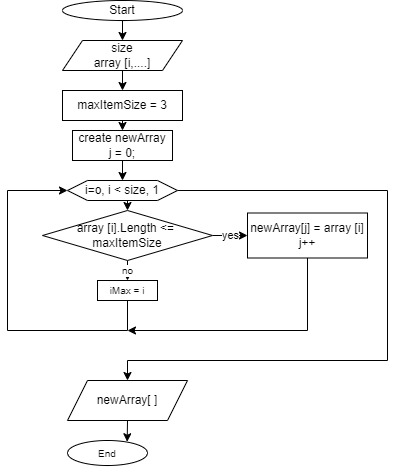 Start
size
array [i,....]
maxItemSize = 3
create newArray
j = 0;
i=o, i < size, 1
array [i].Length <=
maxItemSize
yes
newArray[j] = array [i]
j++
no
iMax = i
newArray[ ]
End